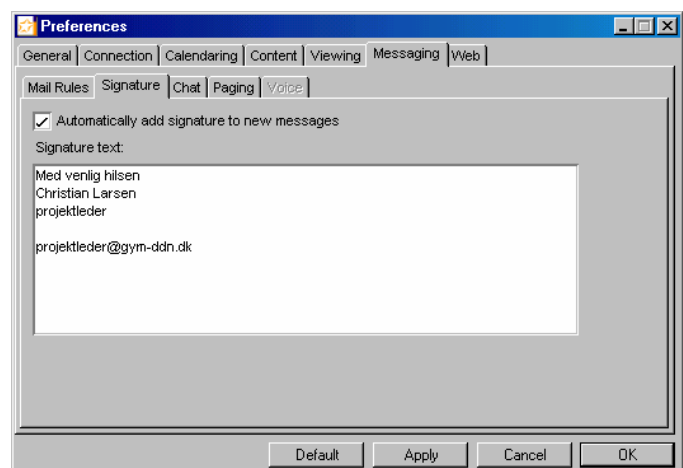 Preferences
General Connection Calendaring Content Viewing Messaging Web
Mail Rules Signature Chat Paging Voice
Automatically add signature to new messages
Signature text:
Med venlig hilsen
Christian Larsen
projektleder
projektleder@gym-ddn.dk
Default Apply Cancel OK